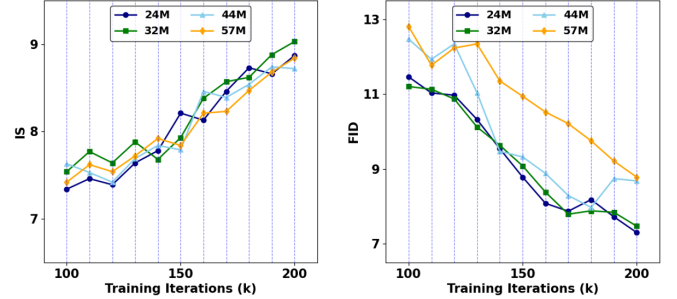 24M
44M
32M
57M
9
8
7
IS
100
150
200
Training Iterations (k)
24M
44M
32M
57M
13
11
9
7
FID
100
150
200
Training Iterations (k)